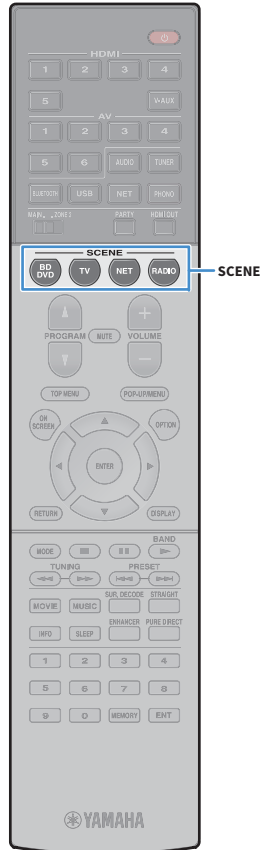 HDMI
1 2 3 4
5 V-AUX
AV
1 2 3 4
5 6 AUDIO TUNER
BLUETOOTH USB NET PHONO
MAIN ZONE2 PARTY HDMI OUT
SCENE
BD DVD TV NET RADIO
SCENE
PROGRAM MUTE VOLUME
TOP MENU POP-UP/MENU
ON SCREEN OPTION
ENTER
RETURN DISPLAY
BAND
MODE
TUNING PRESET
SUR. DECODE STRAIGHT
MOVIE MUSIC
ENHANCER PURE DIRECT
INFO SLEEP
1 2 3 4
5 6 7 8
9 0 MEMORY ENT
YAMAHA